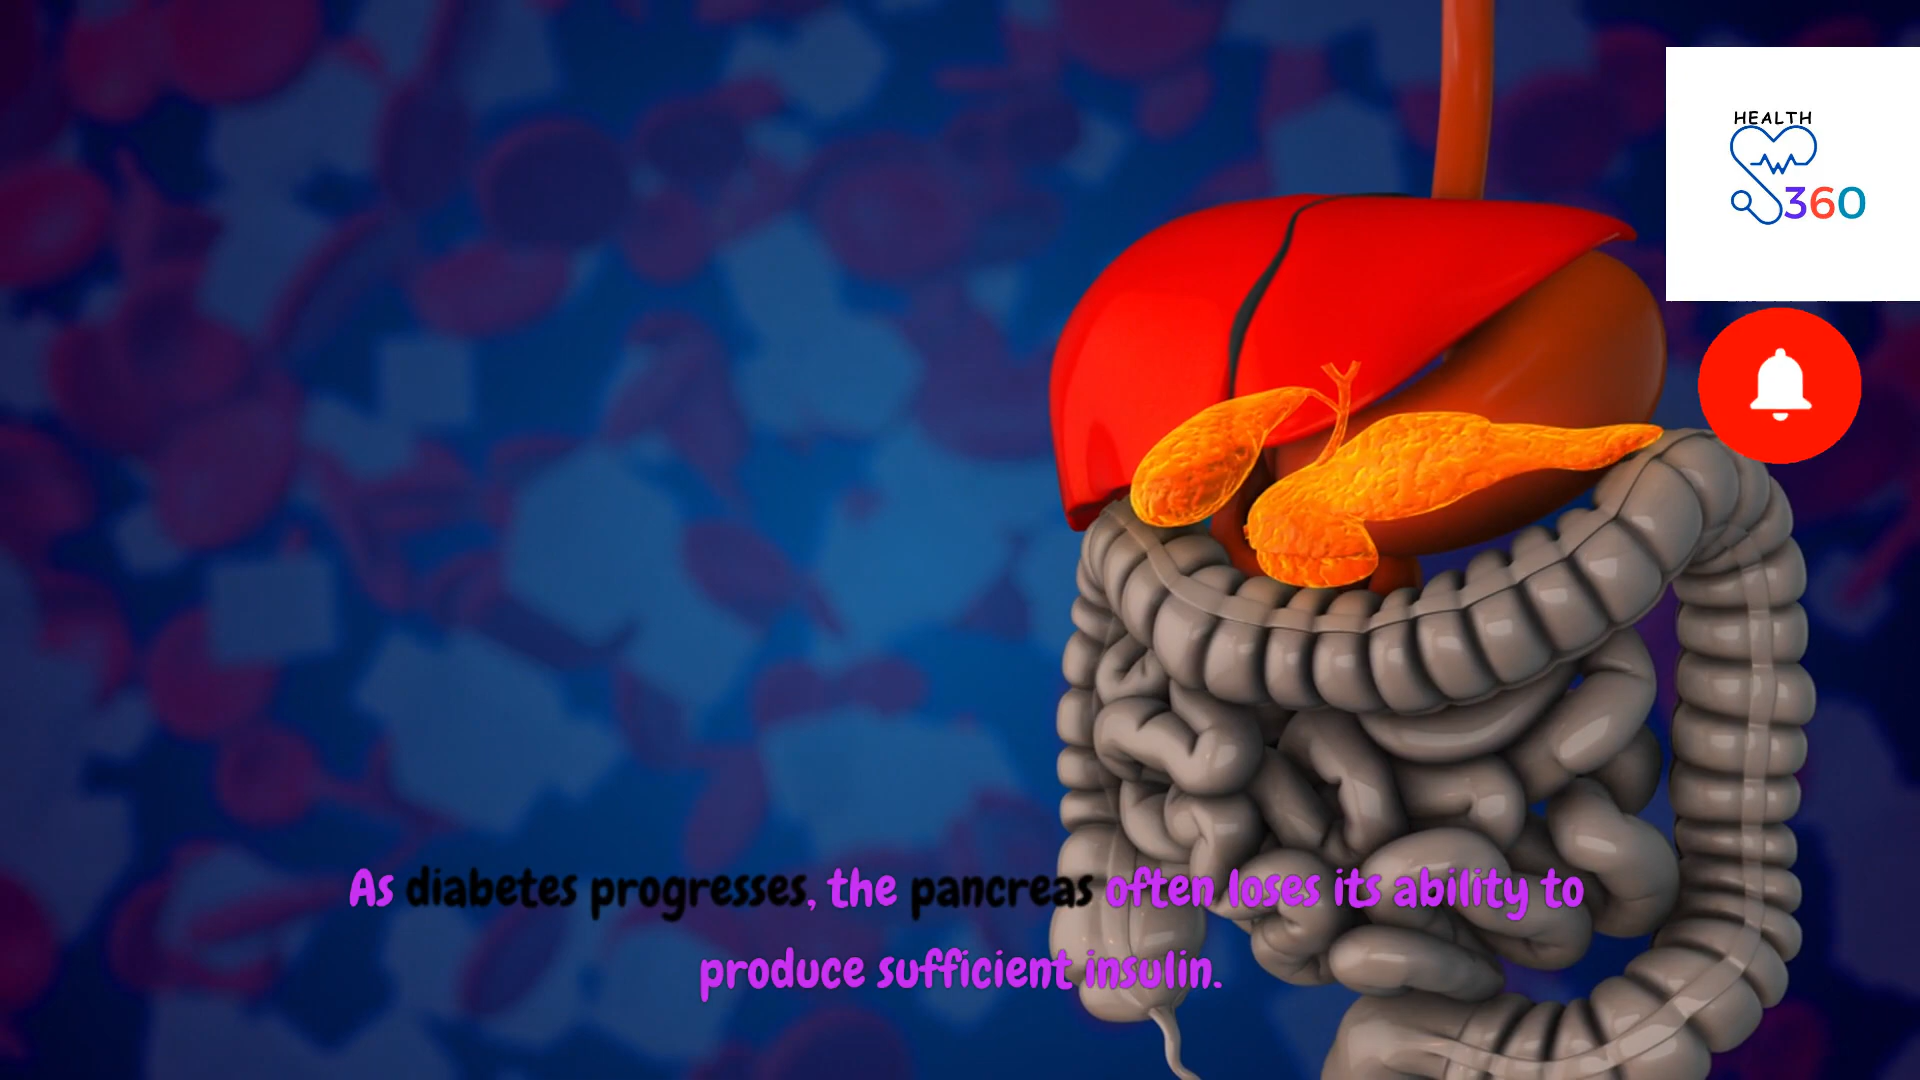 HEALTH
360
As diabetes progresses, the pancreas often loses its ability to
produce sufficient insulin.